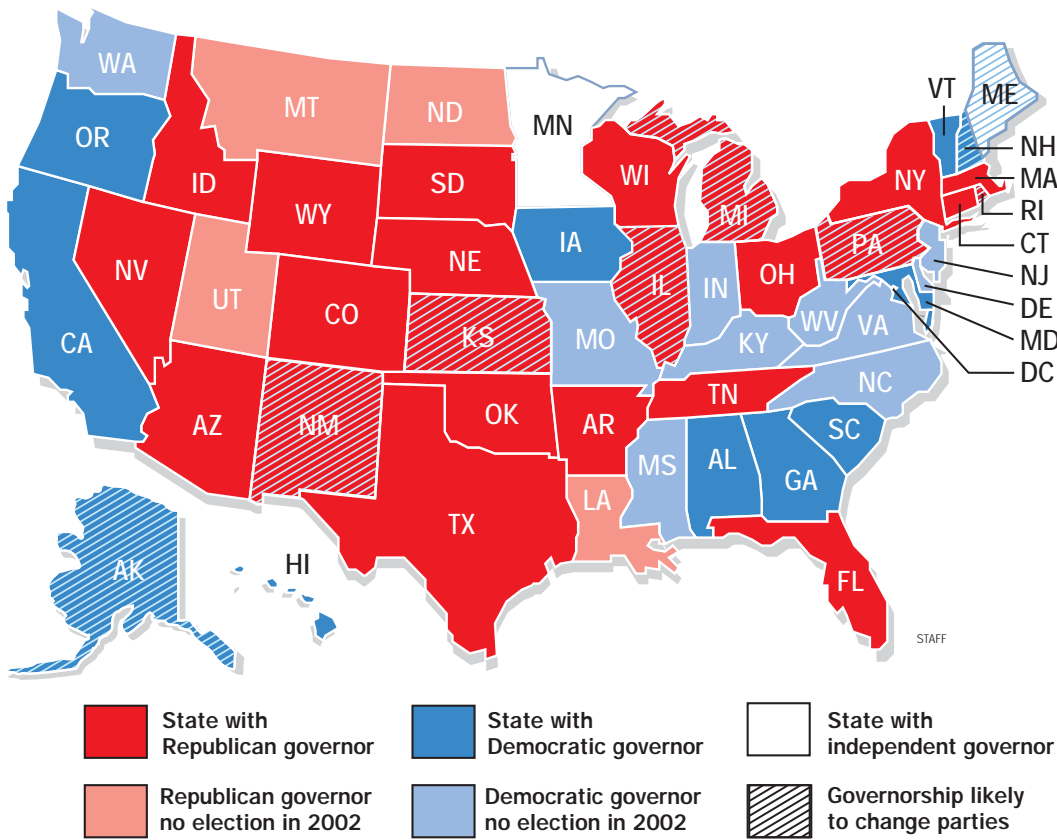 WA
MT
ND
MN
VT
ME
OR
ID
WY
SD
WI
MI
NY
NH
MA
RI
CT
NJ
DE
MD
DC
NV
UT
CO
NE
IA
IL
IN
OH
PA
CA
KS
MO
KY
WV
VA
AZ
NM
OK
AR
TN
NC
SC
TX
LA
MS
AL
GA
FL
AK
HI
STAFF
State with
Republican governor
State with
Democratic governor
State with
independent governor
Republican governor
no election in 2002
Democratic governor
no election in 2002
Governorship likely
to change parties